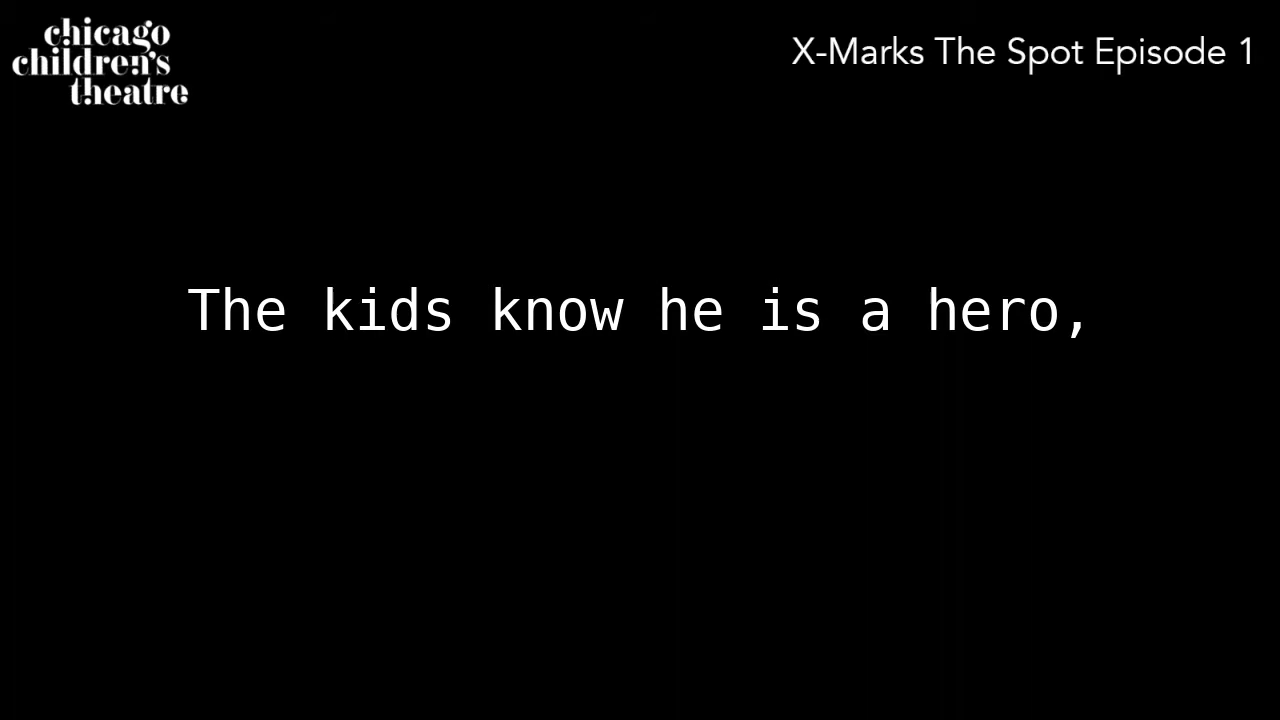 chicago
children's
theatre
X-Marks The Spot Episode 1
The kids know he is a hero,